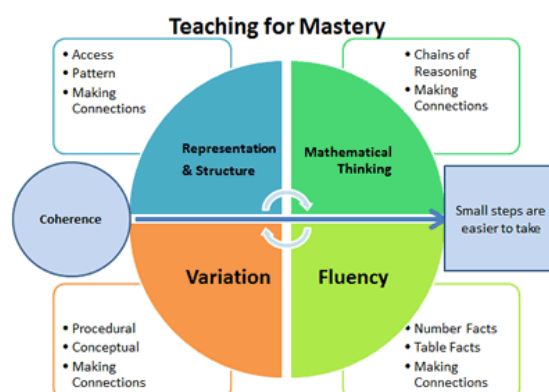 Teaching for Mastery
• Access
• Pattern
• Making
Connections
• Chains of
Reasoning
• Making
Connections
Representation
& Structure
Mathematical
Thinking
Coherence
Small steps are
easier to take
Variation
Fluency
• Procedural
• Conceptual
• Making
Connections
• Number Facts
• Table Facts
• Making
Connections